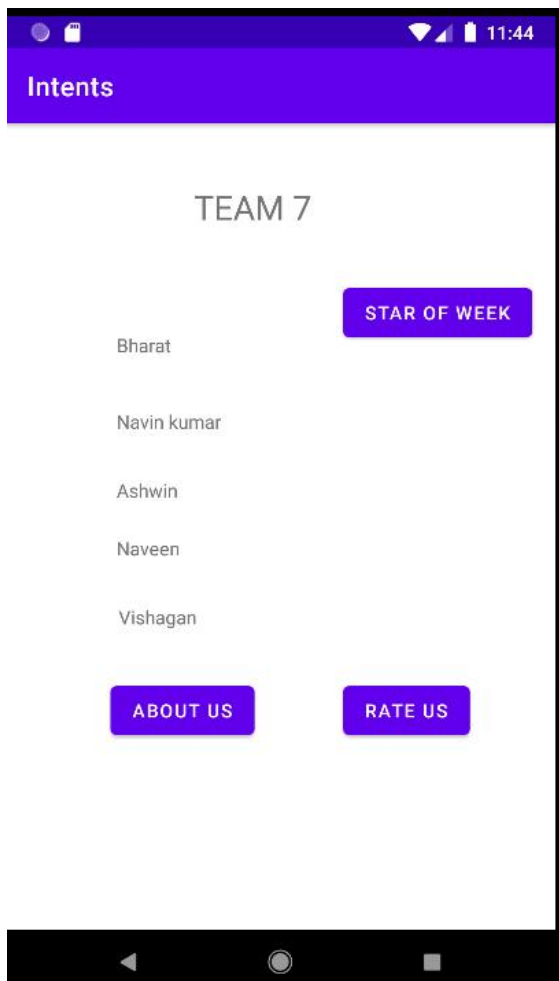 11:44
Intents
TEAM 7
STAR OF WEEK
Bharat
Navin kumar
Ashwin
Naveen
Vishagan
ABOUT US
RATE US